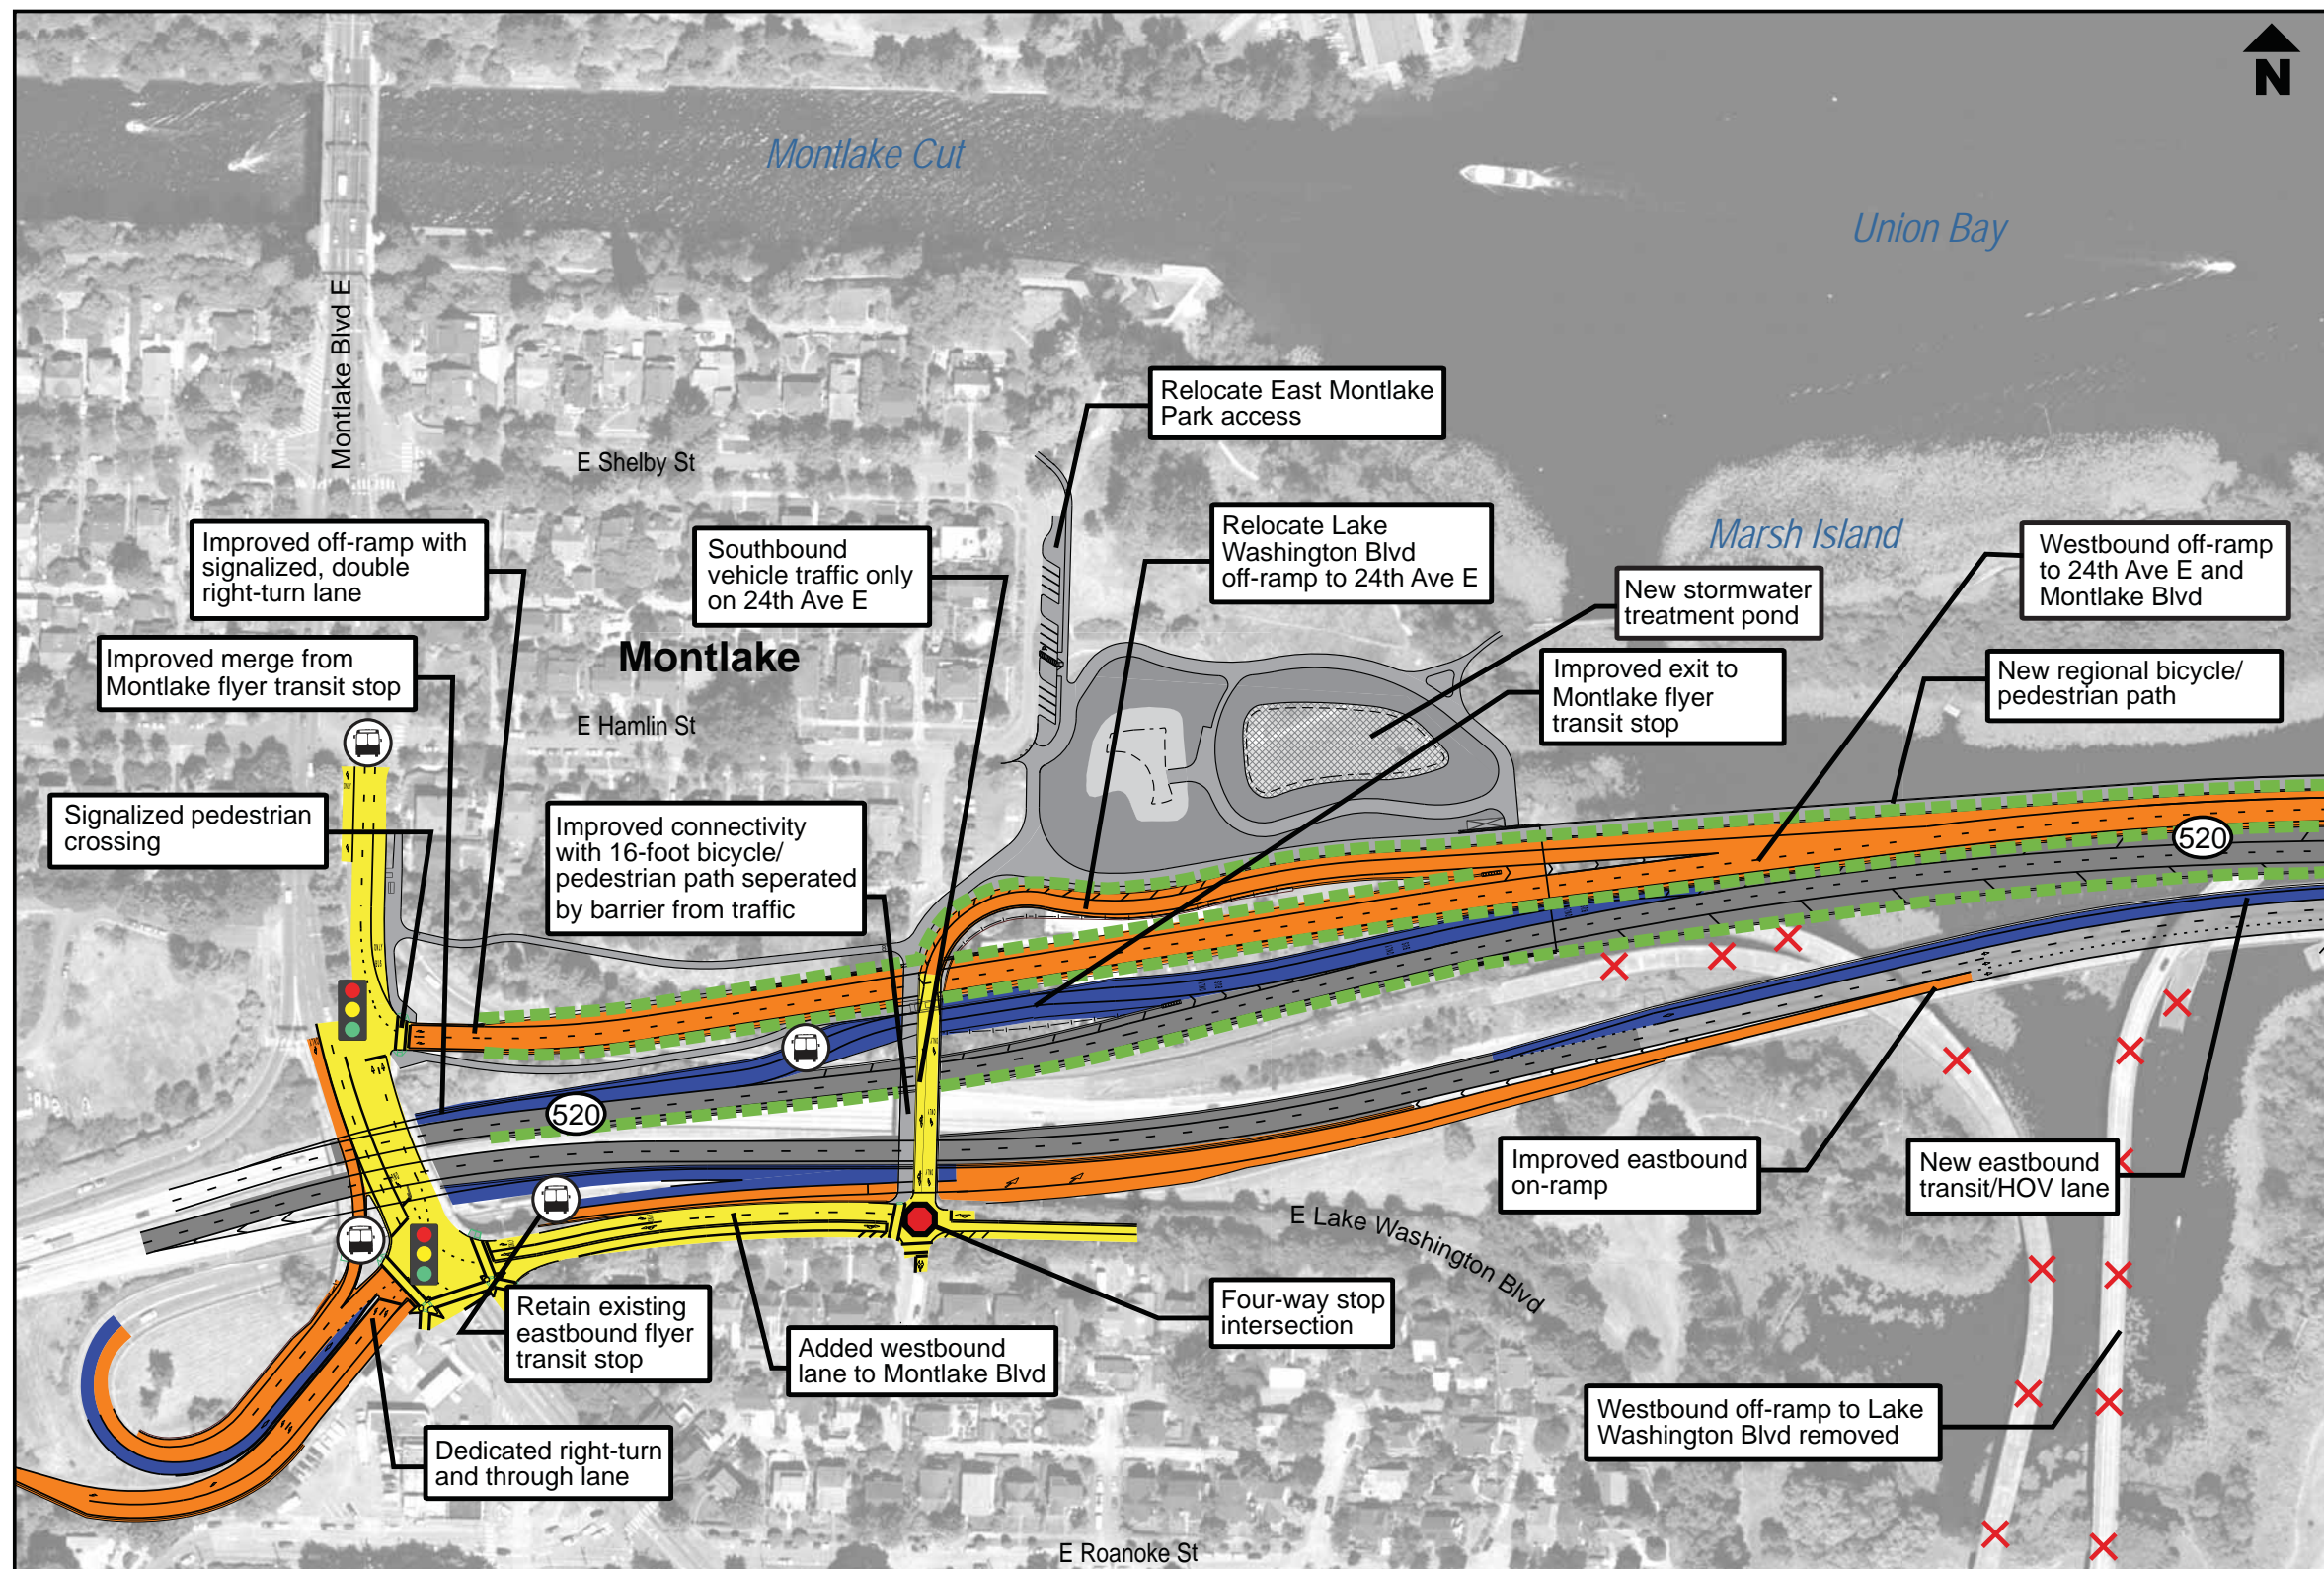 N
Montlake Cut
Union Bay
Montlake Blvd E
Relocate East Montlake
Park access
E Shelby St
Improved off-ramp with
signalized, double
right-turn lane
Southbound
vehicle traffic only
on 24th Ave E
Relocate Lake
Washington Blvd
off-ramp to 24th Ave E
Marsh Island
Westbound off-ramp
to 24th Ave E and
Montlake Blvd
New stormwater
treatment pond
Improved merge from
Montlake flyer transit stop
Montlake
Improved exit to
Montlake flyer
transit stop
New regional bicycle/
pedestrian path
E Hamlin St
Signalized pedestrian
crossing
Improved connectivity
with 16-foot bicycle/
pedestrian path seperated
by barrier from traffic
520
520
Improved eastbound
on-ramp
New eastbound
transit/HOV lane
E Lake Washington Blvd
Retain existing
eastbound flyer
transit stop
Added westbound
lane to Montlake Blvd
Four-way stop
intersection
Dedicated right-turn
and through lane
Westbound off-ramp to Lake
Washington Blvd removed
E Roanoke St